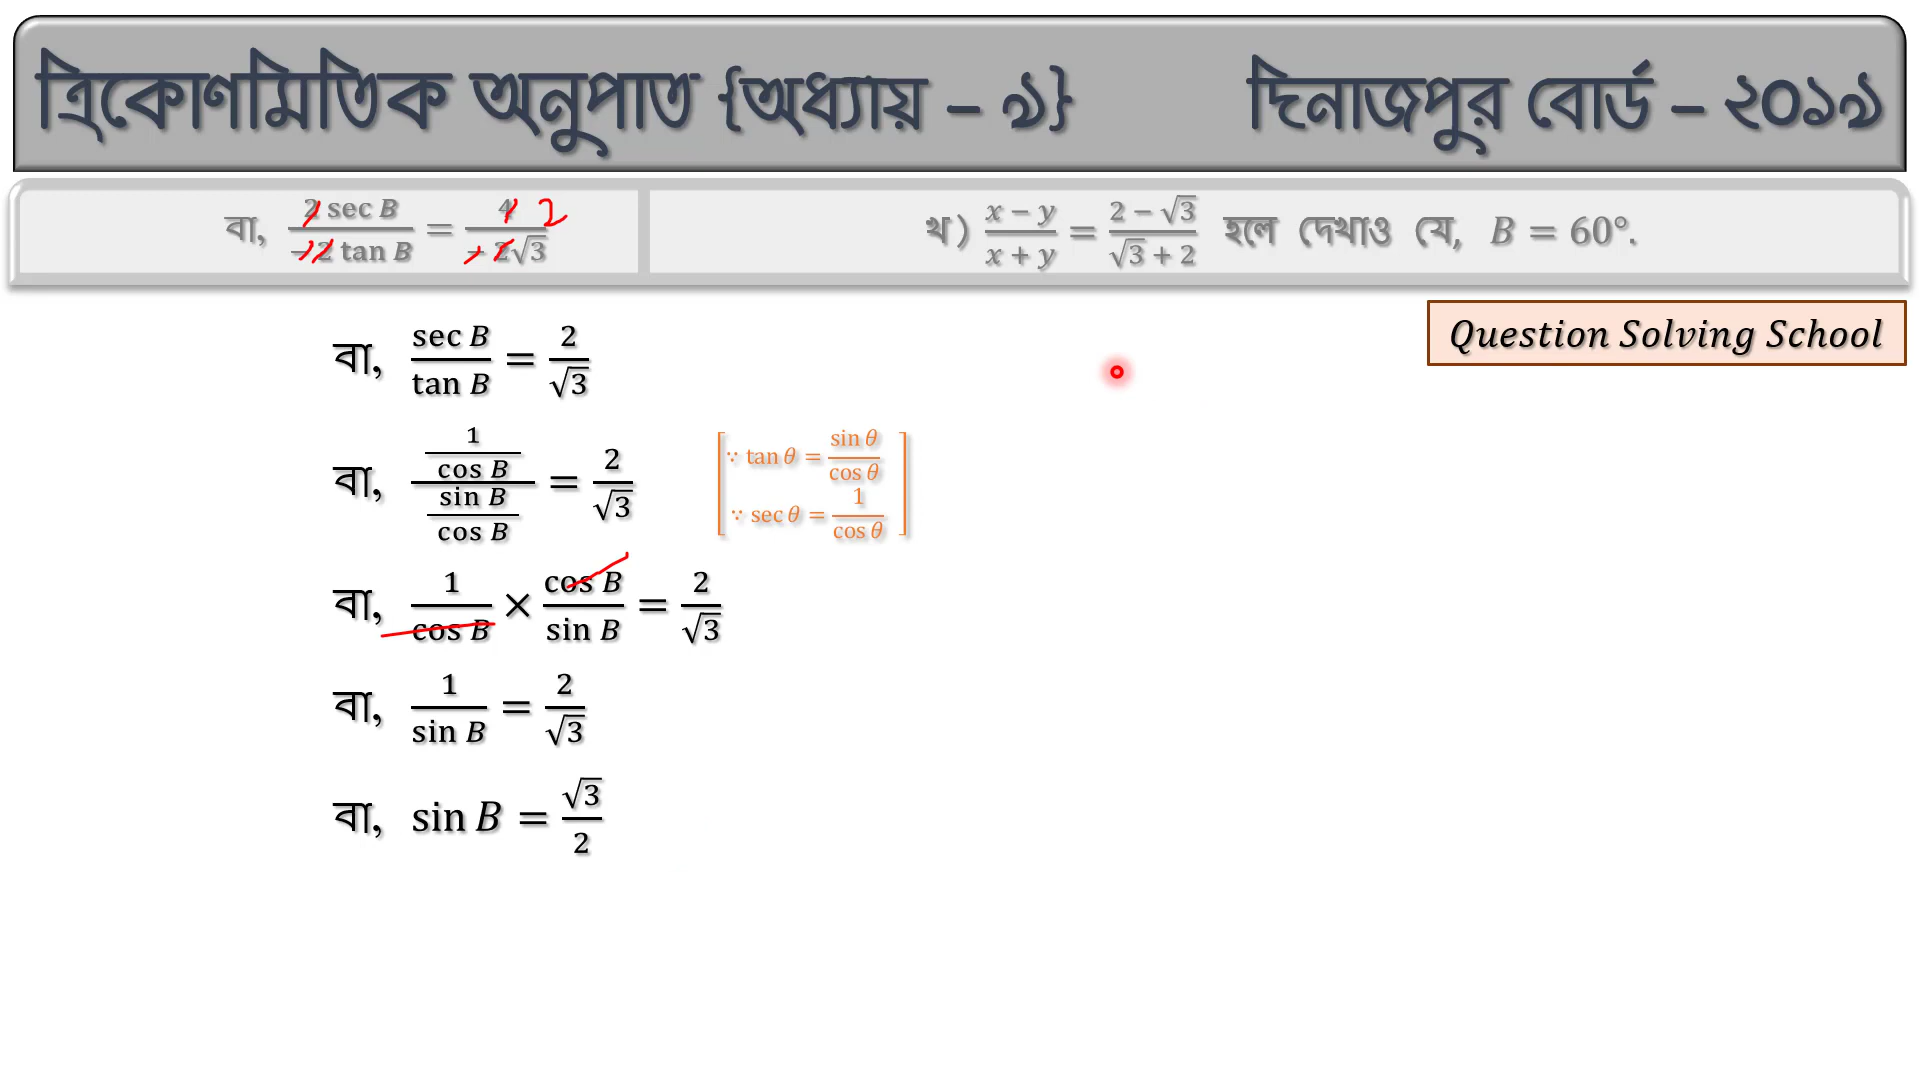 ত্রিকোণমিতিক অনুপাত {অধ্যায় – ৯} দিনাজপুর বোর্ড – ২০১৯
বা, (2 sec B)/(−2 tan B) = 4/(−2√3) 2
খ) (x − y)/(x + y) = (2 − √3)/(√3 + 2) হলে দেখাও যে, B = 60°.
Question Solving School
বা, (sec B)/(tan B) = 2/√3
বা, (1/(cos B))/((sin B)/(cos B)) = 2/√3 [∵ tan θ = (sin θ)/(cos θ)
∵ sec θ = 1/(cos θ)]
বা, 1/(cos B) × (cos B)/(sin B) = 2/√3
বা, 1/(sin B) = 2/√3
বা, sin B = √3/2